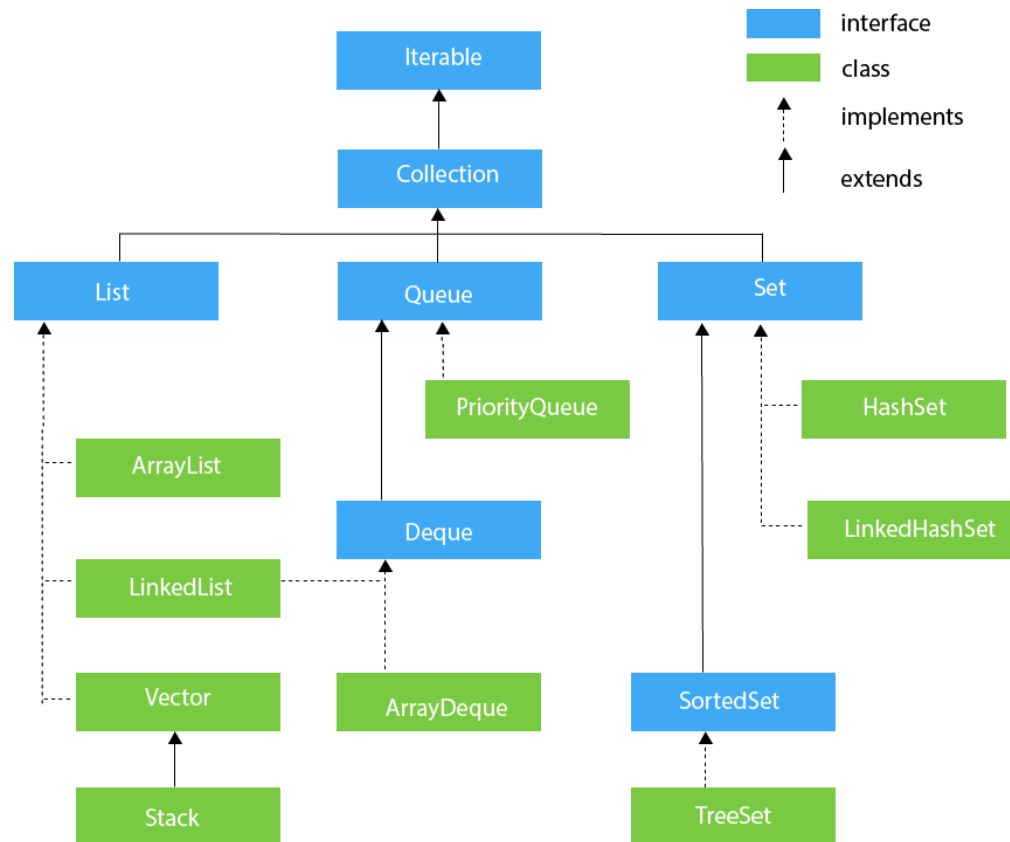 interface
Iterable
class
implements
Collection
extends
List
Queue
Set
PriorityQueue
HashSet
ArrayList
Deque
LinkedHashSet
LinkedList
Vector
ArrayDeque
SortedSet
Stack
TreeSet